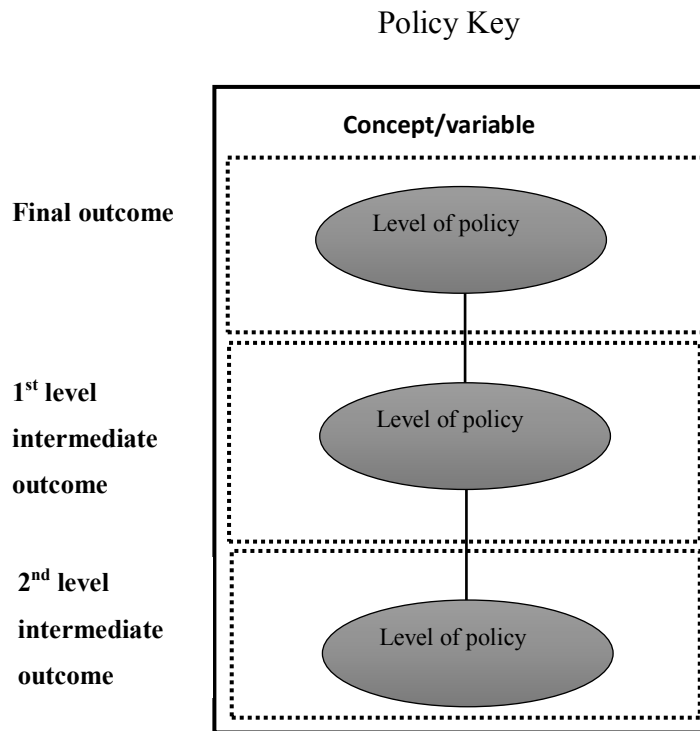 Policy Key
Concept/variable
Final outcome
Level of policy
1st level
intermediate
outcome
Level of policy
2nd level
intermediate
outcome
Level of policy